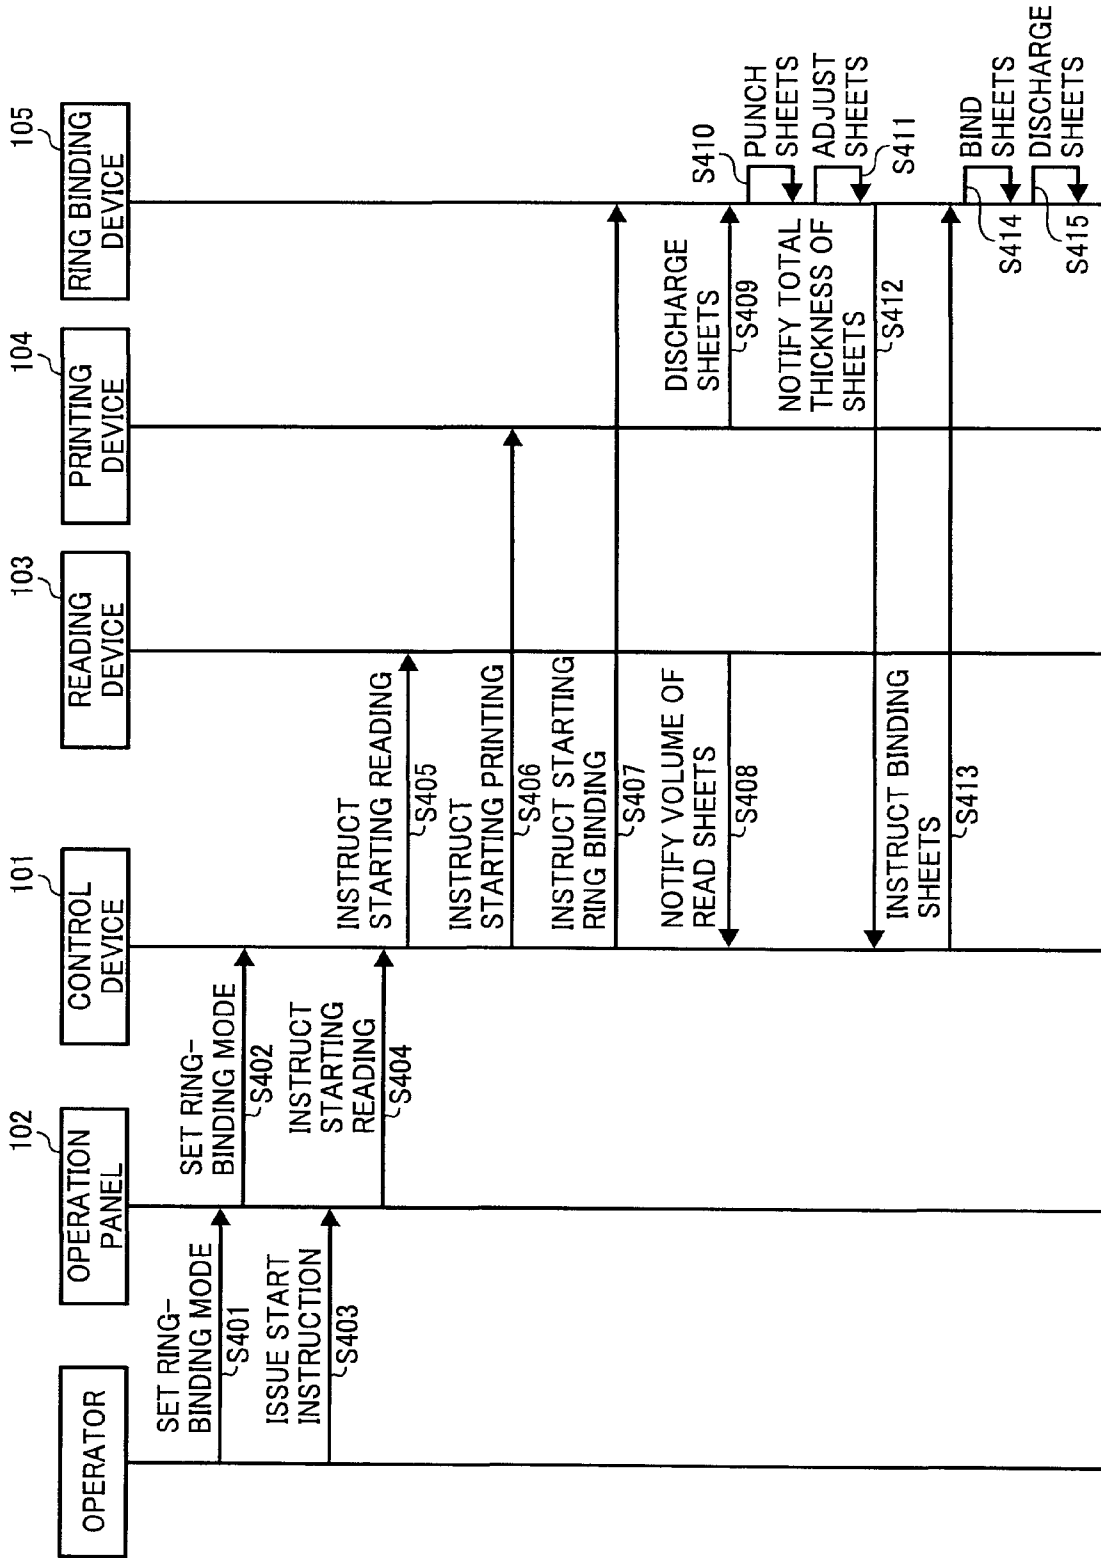 OPERATOR
102
OPERATION
PANEL
101
CONTROL
DEVICE
103
READING
DEVICE
104
PRINTING
DEVICE
105
RING BINDING
DEVICE
SET RING-
BINDING MODE
S401
SET RING-
BINDING MODE
S402
ISSUE START
INSTRUCTION
S403
INSTRUCT
STARTING
READING
S404
INSTRUCT
STARTING READING
S405
INSTRUCT
STARTING PRINTING
S406
INSTRUCT STARTING
RING BINDING
S407
NOTIFY VOLUME OF
READ SHEETS
S408
DISCHARGE
SHEETS
S409
S410
PUNCH
SHEETS
ADJUST
SHEETS
S411
NOTIFY TOTAL
THICKNESS OF
SHEETS
S412
INSTRUCT BINDING
SHEETS
S413
BIND
SHEETS
S414
DISCHARGE
SHEETS
S415